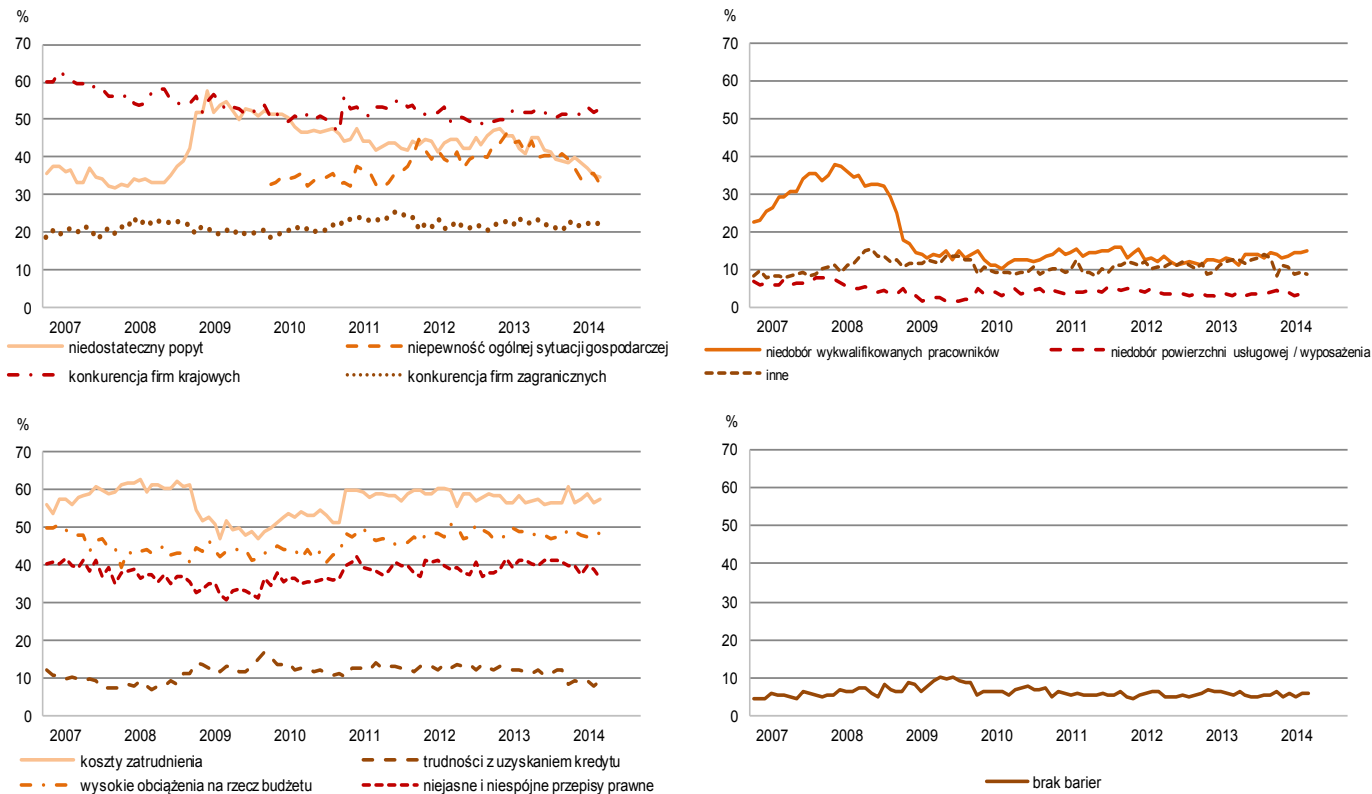 %
70
60
50
40
30
20
10
0
2007 2008 2009 2010 2011 2012 2013 2014
niedostateczny popyt
niepewność ogólnej sytuacji gospodarczej
konkurencja firm krajowych
konkurencja firm zagranicznych
%
70
60
50
40
30
20
10
0
2007 2008 2009 2010 2011 2012 2013 2014
niedobór wykwalifikowanych pracowników
niedobór powierzchni usługowej / wyposażenia
inne
%
70
60
50
40
30
20
10
0
2007 2008 2009 2010 2011 2012 2013 2014
koszty zatrudnienia
trudności z uzyskaniem kredytu
wysokie obciążenia na rzecz budżetu
niejasne i niespójne przepisy prawne
%
70
60
50
40
30
20
10
0
2007 2008 2009 2010 2011 2012 2013 2014
brak barier